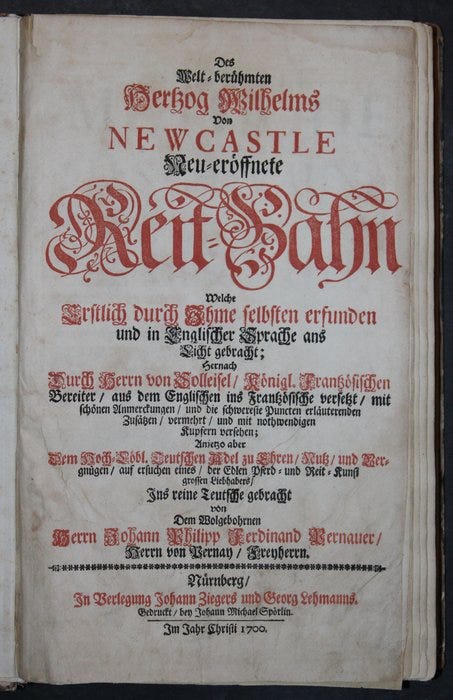 Des
Welt-berühmten
Hertzog Wilhelms
Von
NEWCASTLE
Neu-eröffnete
Reit-Bahn
Welche
Erstlich durch Ihme selbsten erfunden
und in Englischer Sprache ans
Licht gebracht;
Hernach
Durch Herrn von Solleisel/ Königl. Frantzösischen
Bereiter/ aus dem Englischen ins Frantzösische versetzt/ mit
schönen Anmerckungen/ und die schwereste Puncten erläuterenden
Zusätzen/ vermehrt/ und mit nothwendigen
Kupfern versehen;
Anietzo aber
Dem Hoch-Löbl. Teutschen Adel zu Ehren/ Nutz/ und Ver-
gnügen/ auf ersuchen eines/ der Edlen Pferd- und Reit-Kunst
grossen Liebhabers/
Ins reine Teutsche gebracht
von
Dem Wolgebohrnen
Herrn Johann Philipp Ferdinand Pernauer/
Herrn von Pernay/ Freyherrn.
Nürnberg/
In Verlegung Johann Ziegers und Georg Lehmanns.
Gedruckt/ bey Johann Michael Spörlin.
Im Jahr Christi 1700.